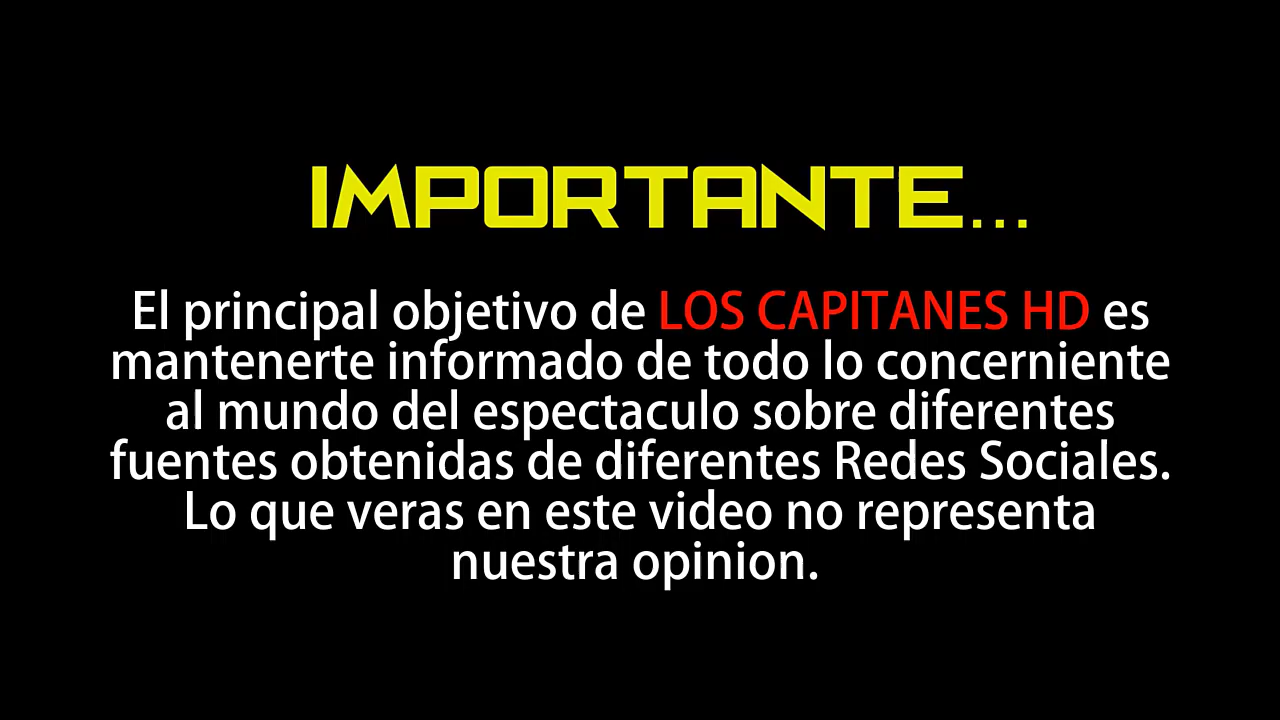 IMPORTANTE...
El principal objetivo de LOS CAPITANES HD es
mantenerte informado de todo lo concerniente
al mundo del espectaculo sobre diferentes
fuentes obtenidas de diferentes Redes Sociales.
Lo que veras en este video no representa
nuestra opinion.